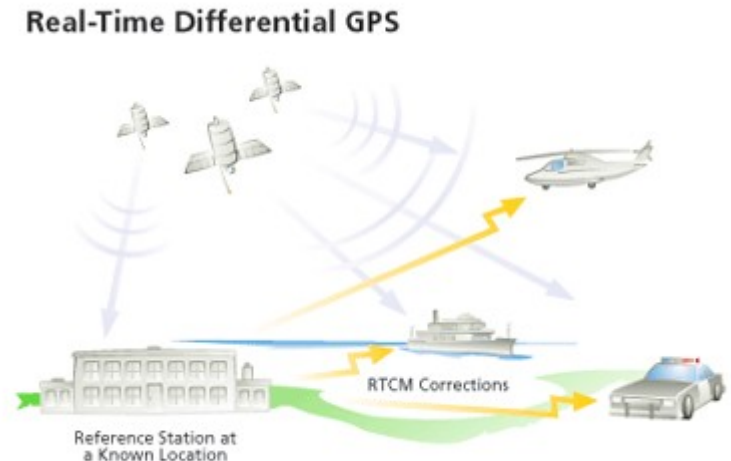 Real-Time Differential GPS
RTCM Corrections
Reference Station at
a Known Location